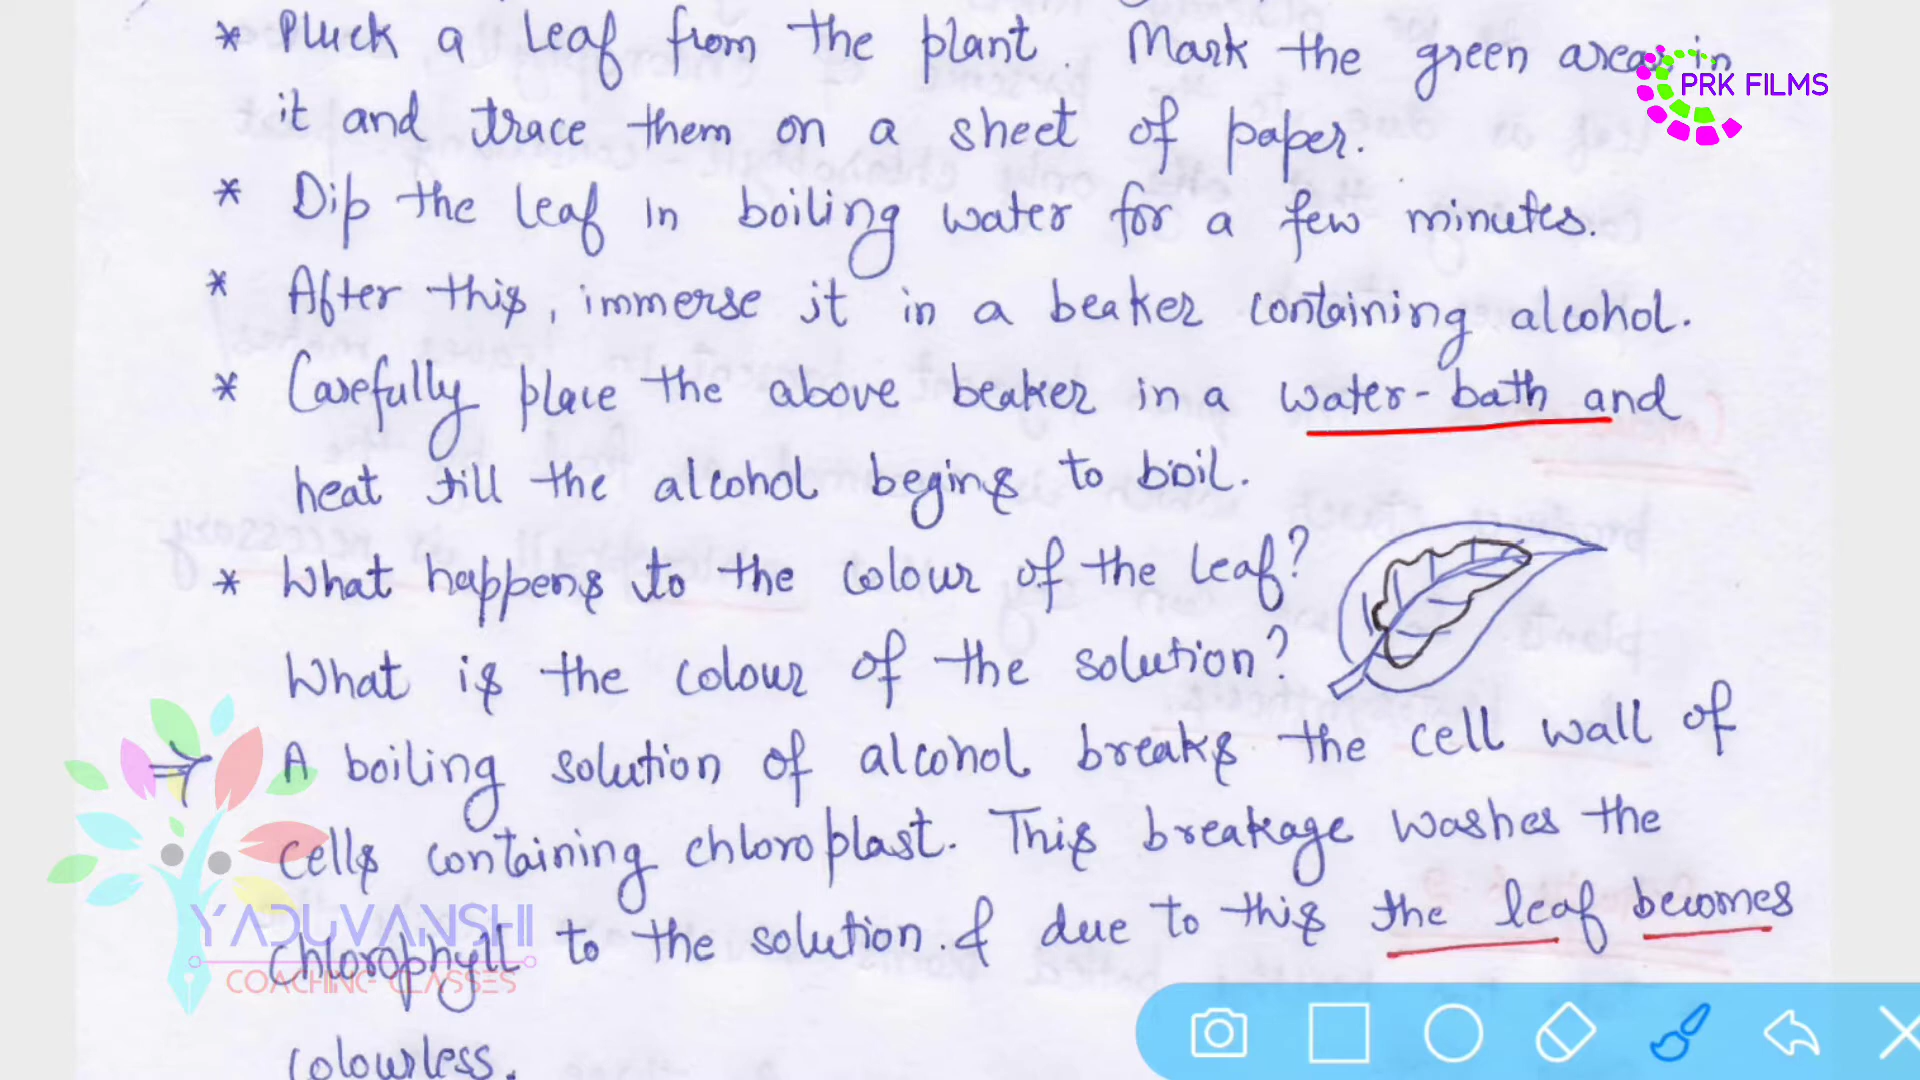 * Pluck a leaf from the plant. Mark the green areas in
PRK FILMS
it and trace them on a sheet of paper.
* Dip the leaf in boiling water for a few minutes.
* After this, immerse it in a beaker containing alcohol.
* Carefully place the above beaker in a water-bath and
heat till the alcohol begins to boil.
* What happens to the colour of the leaf?
What is the colour of the solution?
⇒ A boiling solution of alcohol breaks the cell wall of
cells containing chloroplast. This breakage washes the
chlorophyll to the solution. & due to this the leaf becomes
YADUVANSHI
COACHING CLASSES
colourless.